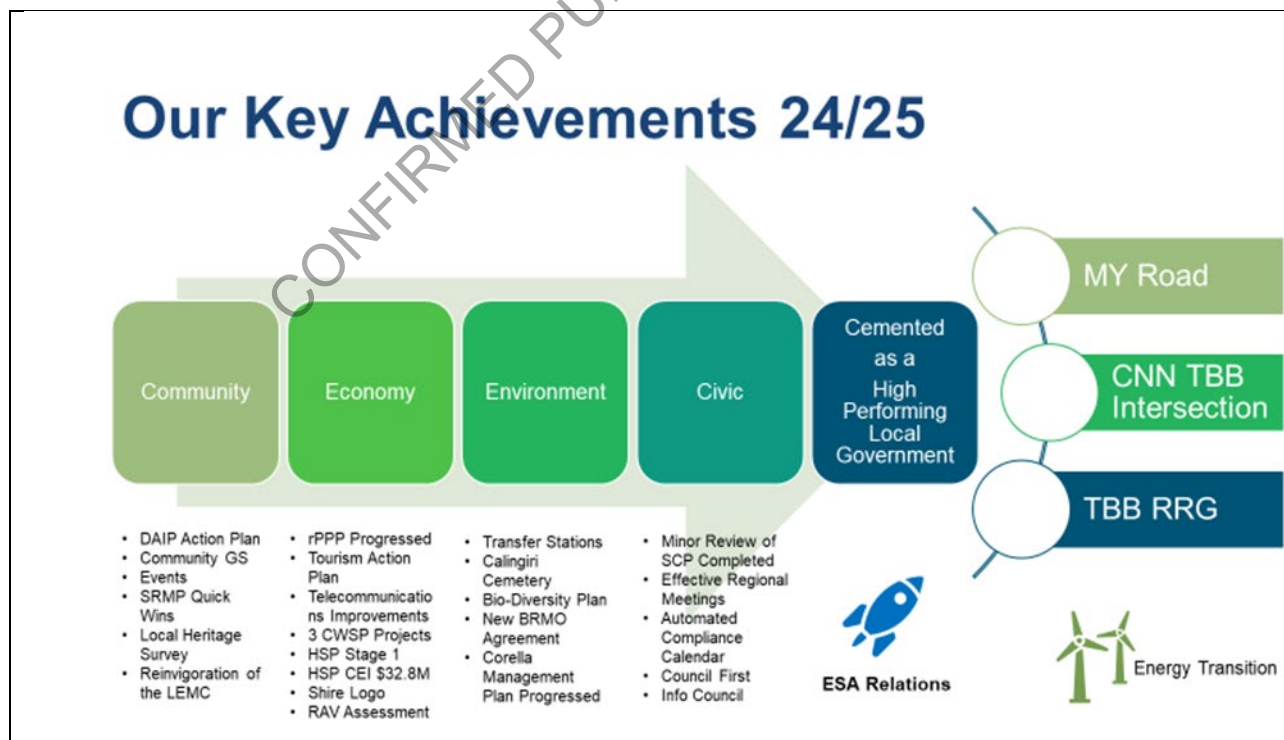 CONFIRMED
Our Key Achievements 24/25
Community
Economy
Environment
Civic
Cemented
as a
High
Performing
Local
Government
MY Road
CNN TBB
Intersection
TBB RRG
• DAIP Action Plan
• Community GS
• Events
• SRMP Quick
Wins
• Local Heritage
Survey
• Reinvigoration of
the LEMC
• rPPP Progressed
• Tourism Action
Plan
• Telecommunicatio
ns Improvements
• 3 CWSP Projects
• HSP Stage 1
• HSP CEI $32.8M
• Shire Logo
• RAV Assessment
• Transfer Stations
• Calingiri
Cemetery
• Bio-Diversity Plan
• New BRMO
Agreement
• Corella
Management
Plan Progressed
• Minor Review of
SCP Completed
• Effective Regional
Meetings
• Automated
Compliance
Calendar
• Council First
• Info Council
ESA Relations
Energy Transition